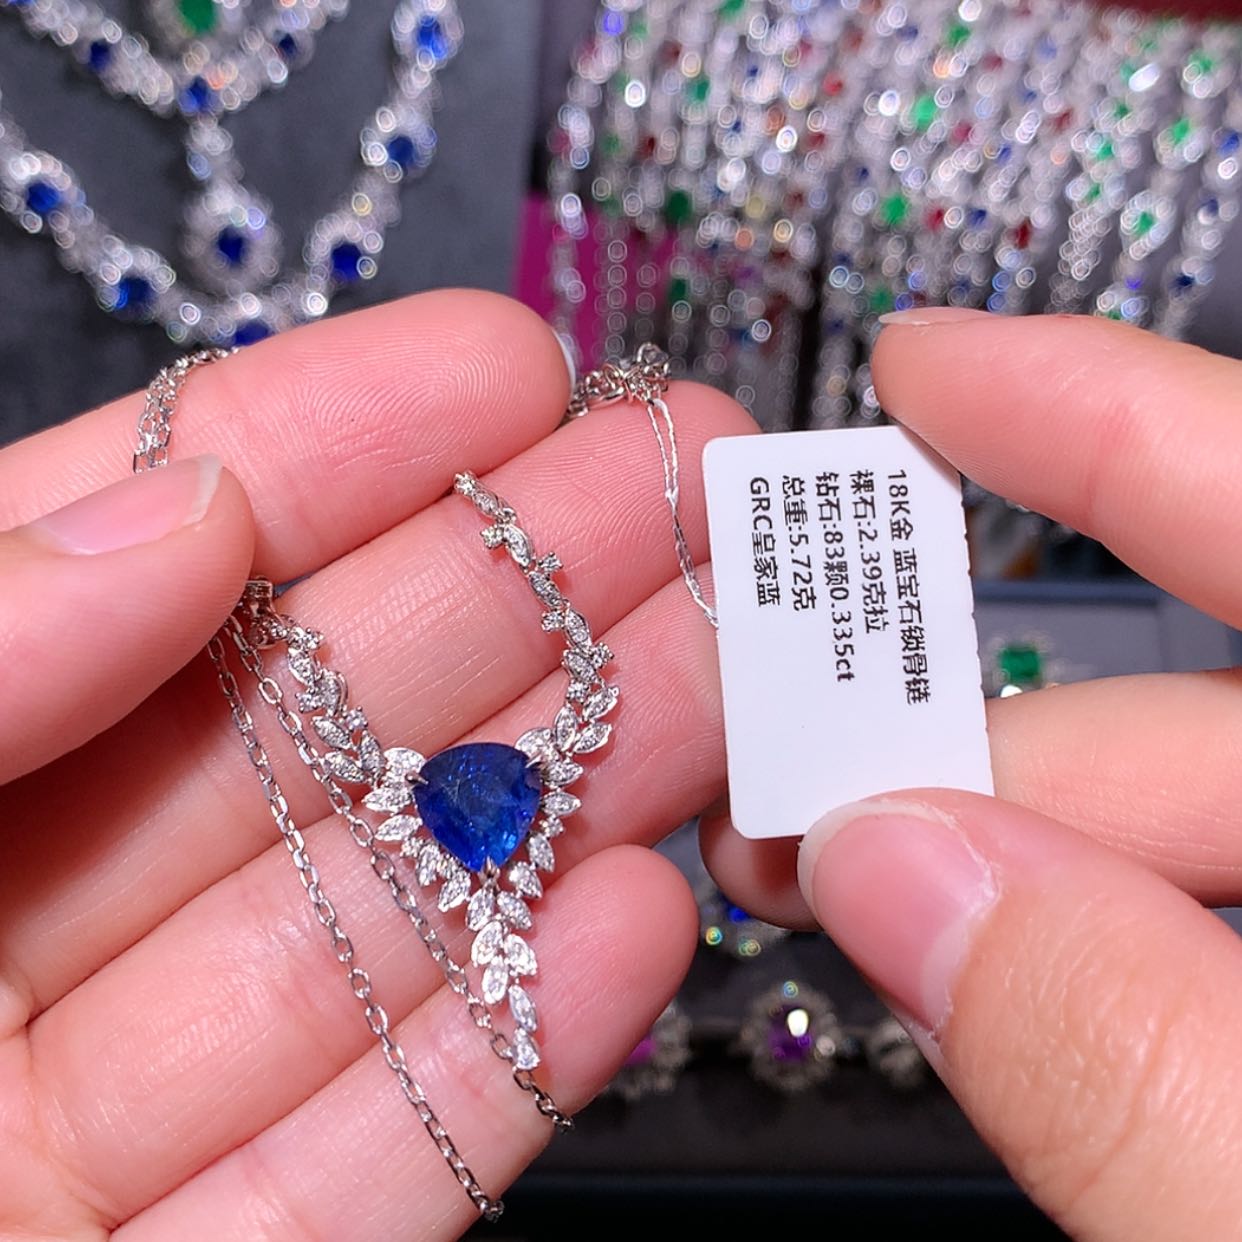 18K金 蓝宝石锁骨链
裸石:2.39克拉
钻石:83颗0.335ct
总重:5.72克
GRC皇家蓝